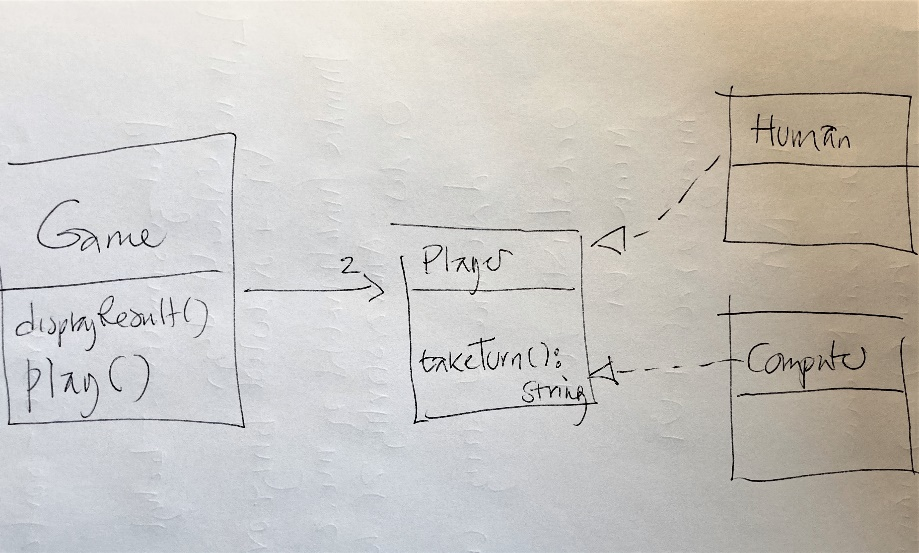 Game
displayResult()
play()
2
Player
takeTurn():
string
Human
Computer